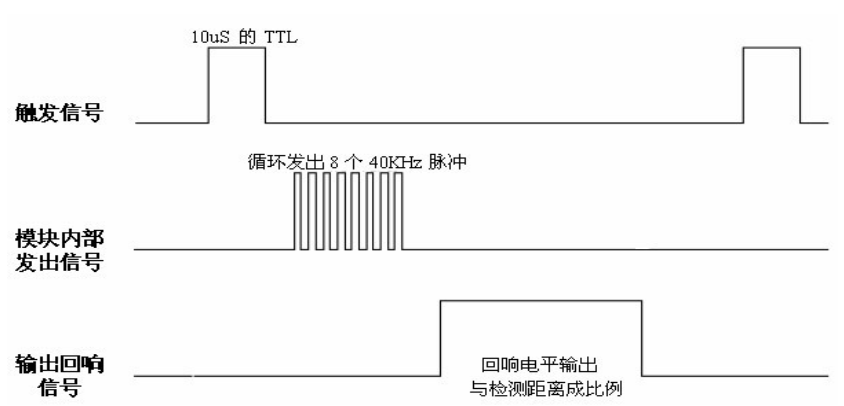 10uS 的 TTL
触发信号
循环发出 8 个 40KHz 脉冲
模块内部
发出信号
输出回响
信号
回响电平输出
与检测距离成比例